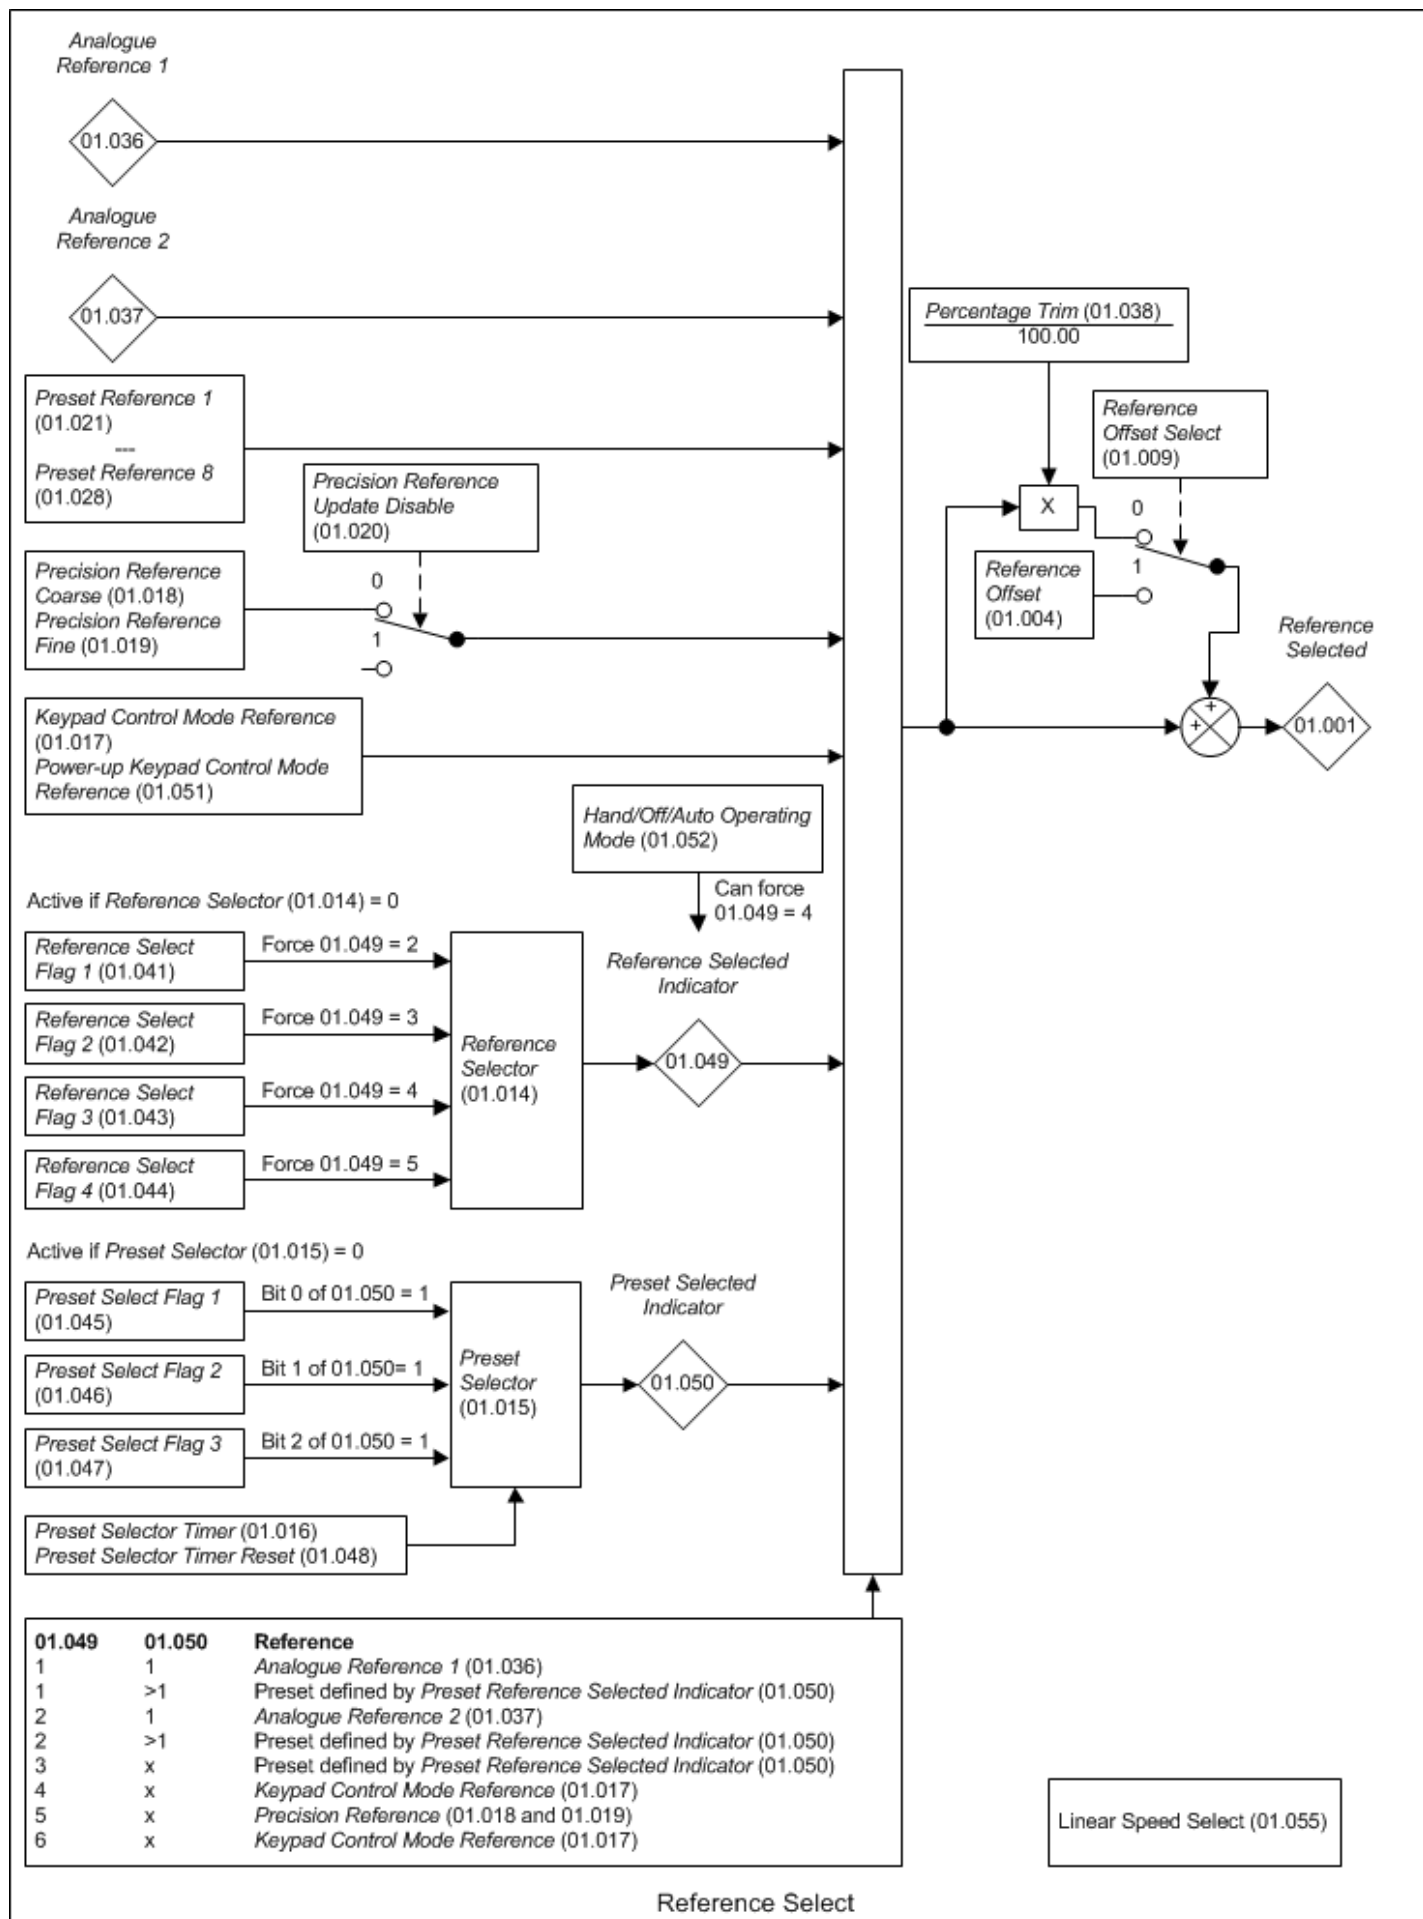 Analogue
Reference 1
01.036
Analogue
Reference 2
01.037
Preset Reference 1
(01.021)
---
Preset Reference 8
(01.028)
Precision Reference
Update Disable
(01.020)
Precision Reference
Coarse (01.018)
Precision Reference
Fine (01.019)
0
1
Keypad Control Mode Reference
(01.017)
Power-up Keypad Control Mode
Reference (01.051)
Percentage Trim (01.038)
100.00
Reference
Offset Select
(01.009)
X
0
1
Reference
Offset
(01.004)
Reference
Selected
+
+
01.001
Hand/Off/Auto Operating
Mode (01.052)
Can force
01.049 = 4
Active if Reference Selector (01.014) = 0
Reference Select
Flag 1 (01.041)
Force 01.049 = 2
Reference Select
Flag 2 (01.042)
Force 01.049 = 3
Reference Select
Flag 3 (01.043)
Force 01.049 = 4
Reference Select
Flag 4 (01.044)
Force 01.049 = 5
Reference
Selector
(01.014)
Reference Selected
Indicator
01.049
Active if Preset Selector (01.015) = 0
Preset Select Flag 1
(01.045)
Bit 0 of 01.050 = 1
Preset Select Flag 2
(01.046)
Bit 1 of 01.050= 1
Preset Select Flag 3
(01.047)
Bit 2 of 01.050 = 1
Preset
Selector
(01.015)
Preset Selected
Indicator
01.050
Preset Selector Timer (01.016)
Preset Selector Timer Reset (01.048)
01.049 01.050 Reference
1 1 Analogue Reference 1 (01.036)
1 >1 Preset defined by Preset Reference Selected Indicator (01.050)
2 1 Analogue Reference 2 (01.037)
2 >1 Preset defined by Preset Reference Selected Indicator (01.050)
3 x Preset defined by Preset Reference Selected Indicator (01.050)
4 x Keypad Control Mode Reference (01.017)
5 x Precision Reference (01.018 and 01.019)
6 x Keypad Control Mode Reference (01.017)
Linear Speed Select (01.055)
Reference Select